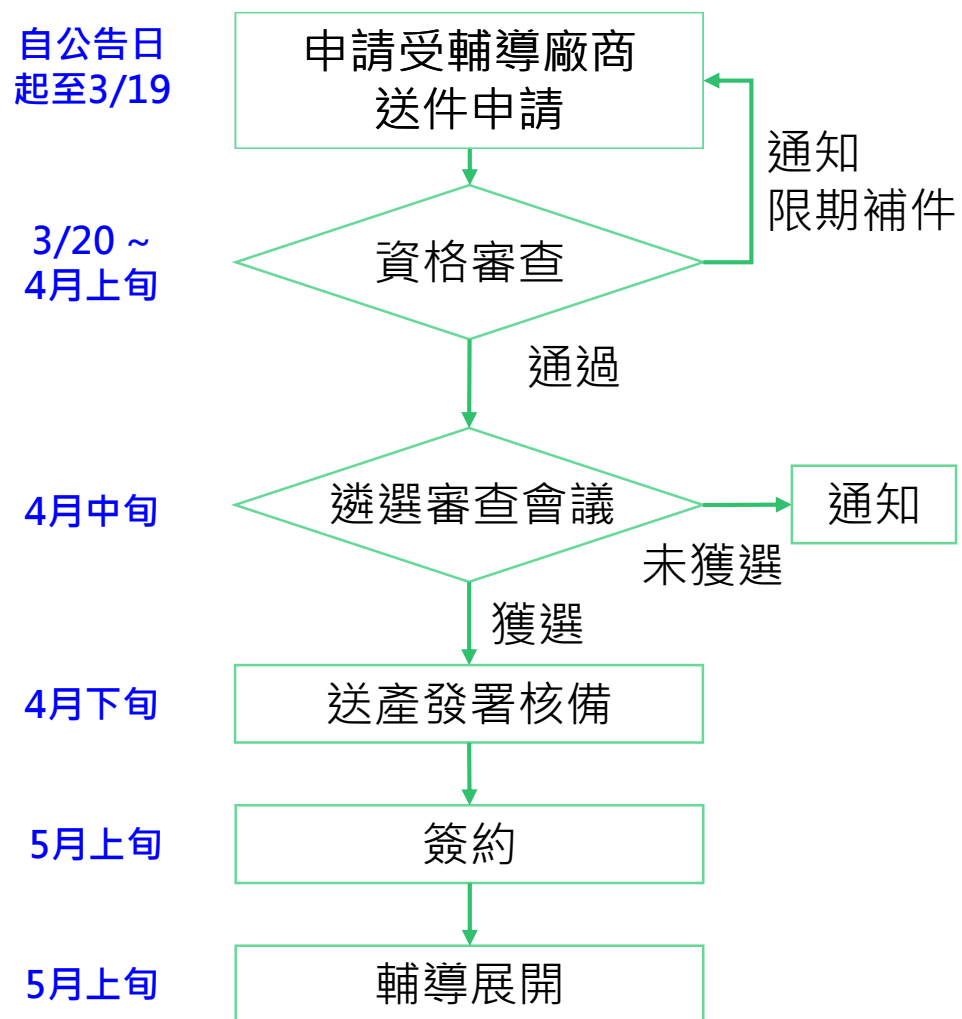 自公告日
起至3/19
申請受輔導廠商
送件申請
通知
限期補件
3/20 ~
4月上旬
資格審查
通過
4月中旬
遴選審查會議
通知
未獲選
獲選
4月下旬
送產發署核備
5月上旬
簽約
5月上旬
輔導展開